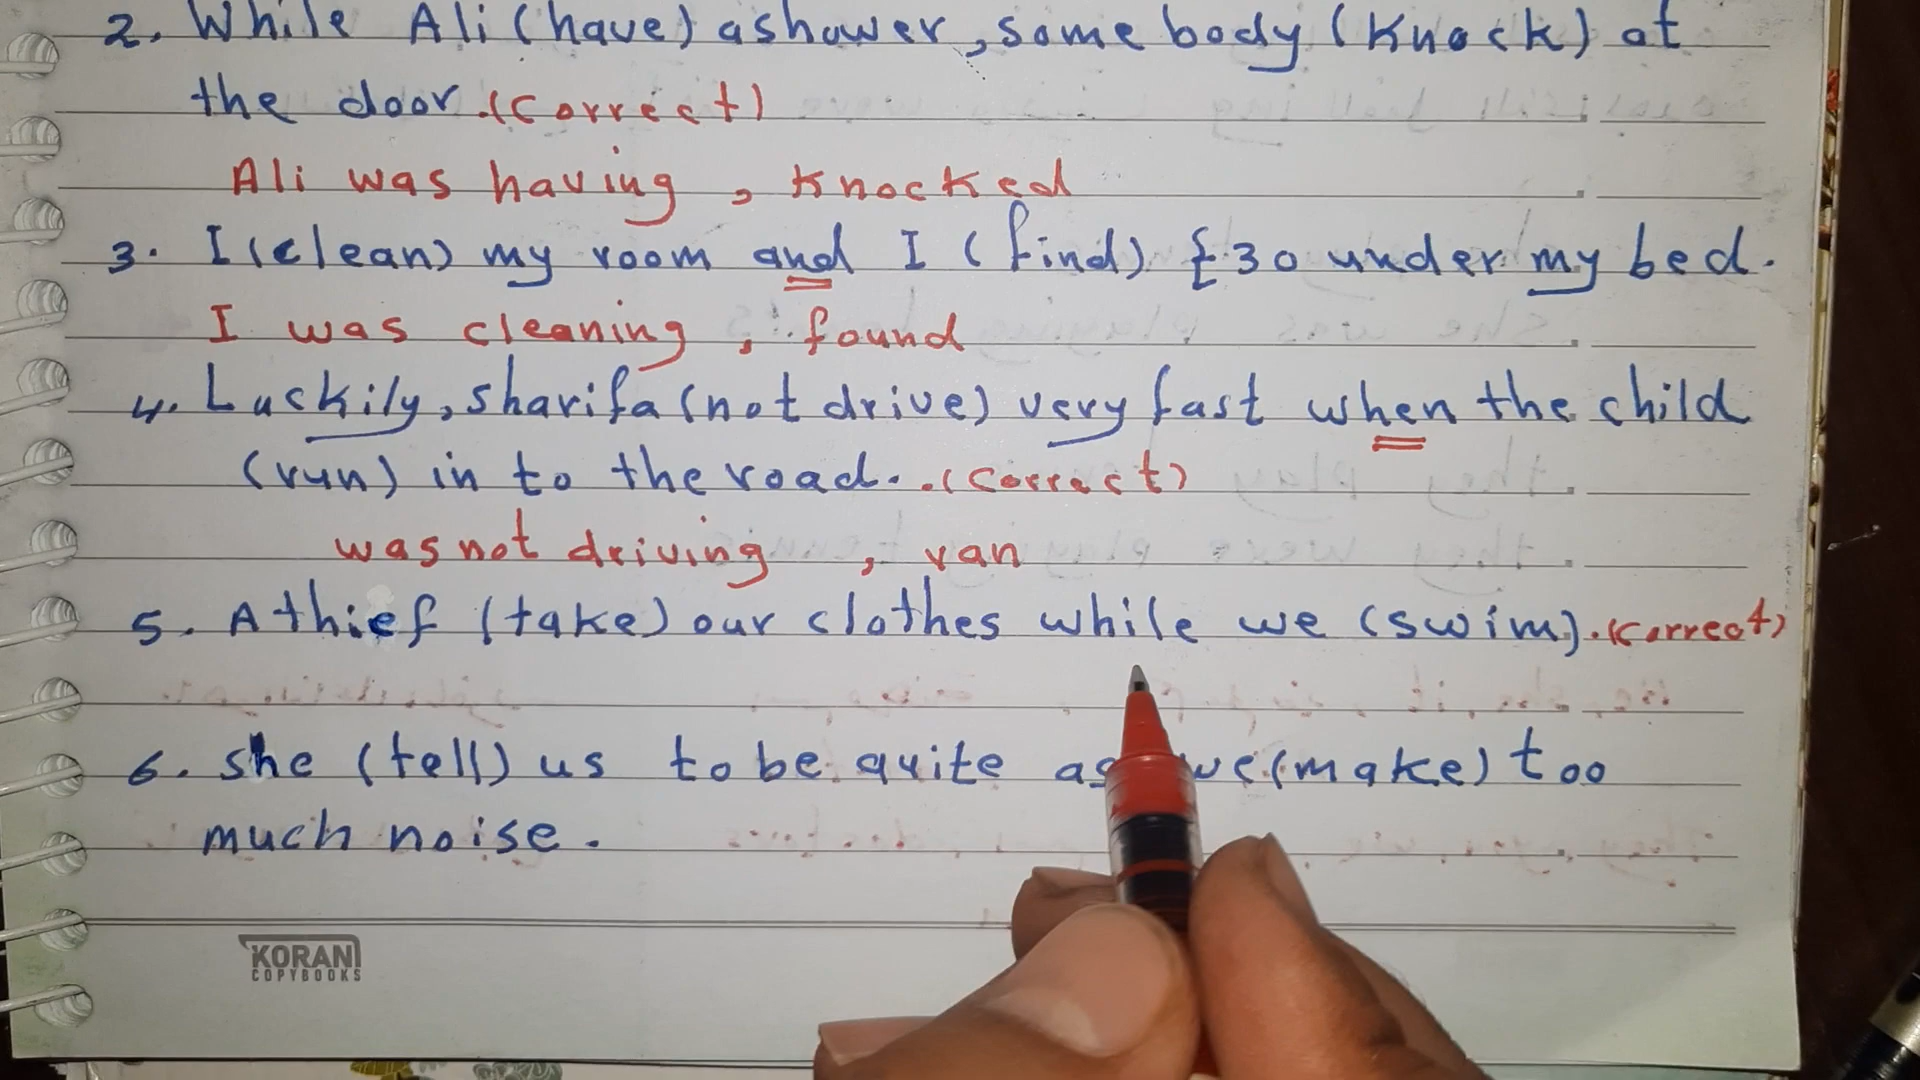 2. While Ali (have) a shower, some body (knock) at
the door. (Correct)
Ali was having, knocked
3. I (clean) my room and I (find) £30 under my bed.
I was cleaning, found
4. Luckily, sharifa (not drive) very fast when the child
(run) in to the road. (Correct)
was not driving, ran
5. A thief (take) our clothes while we (swim). (Correct)
6. she (tell) us to be quite as we (make) too
much noise.
KORANI
COPYBOOKS